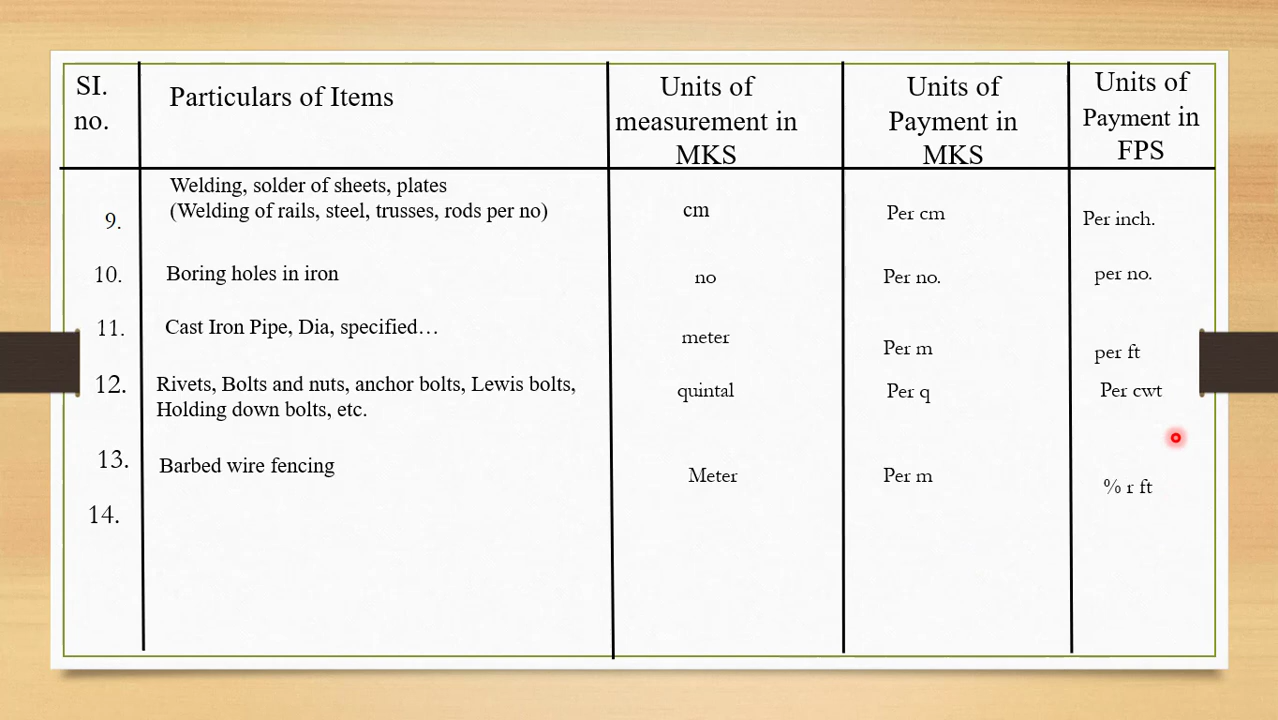 SI. no.
Particulars of Items
Units of measurement in MKS
Units of Payment in MKS
Units of Payment in FPS
9.
Welding, solder of sheets, plates
(Welding of rails, steel, trusses, rods per no)
cm
Per cm
Per inch.
10.
Boring holes in iron
no
Per no.
per no.
11.
Cast Iron Pipe, Dia, specified…
meter
Per m
per ft
12.
Rivets, Bolts and nuts, anchor bolts, Lewis bolts,
Holding down bolts, etc.
quintal
Per q
Per cwt
13.
Barbed wire fencing
Meter
Per m
% r ft
14.